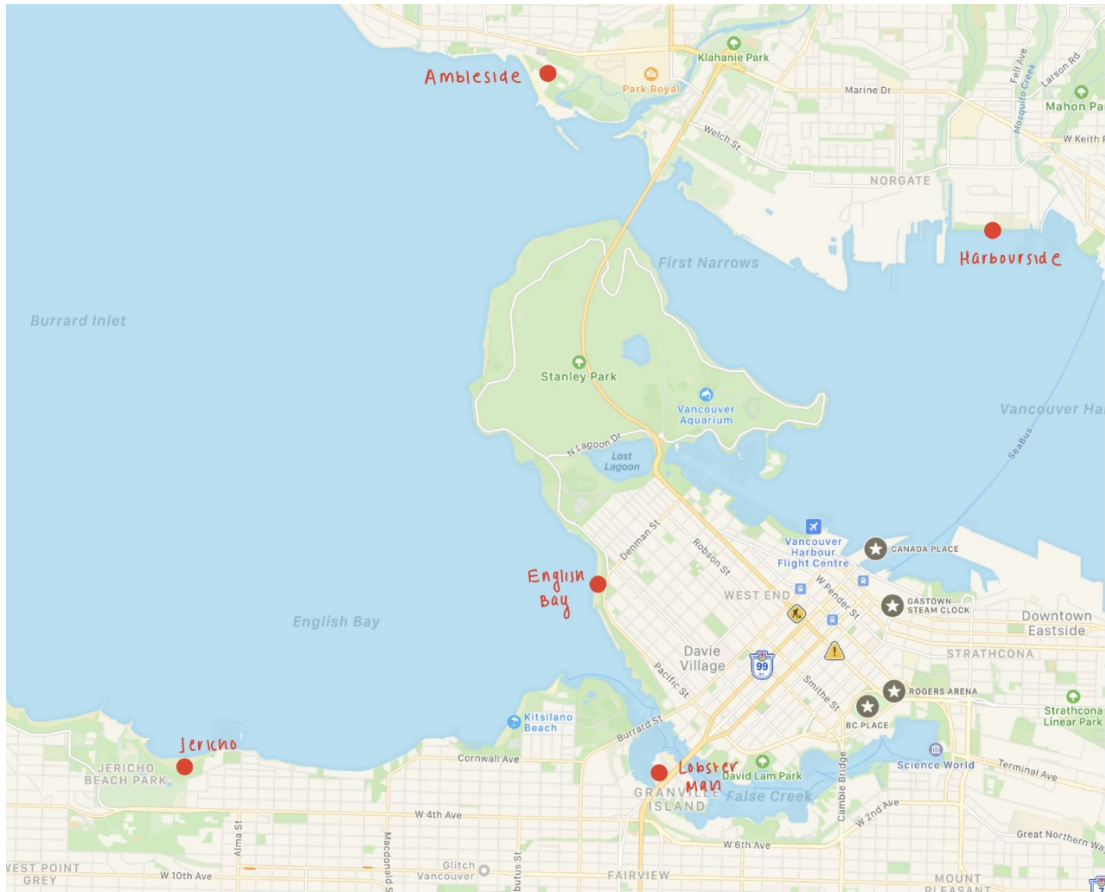 Klahanie Park
Ambleside
Park Royal
Marine Dr
Fell Ave
Larson Rd
Mosquito Creek
Mahon Par
W Keith R
Welch St
NORGATE
Harbourside
First Narrows
Burrard Inlet
Stanley Park
Vancouver
Aquarium
Vancouver Ha
SeaBus
N Lagoon Dr
Lost
Lagoon
Denman St
Robson St
Vancouver
Harbour
Flight Centre
CANADA PLACE
English
Bay
WEST END
W Pender St
GASTOWN
STEAM CLOCK
Downtown
Eastside
English Bay
STRATHCONA
Davie
Village
99
BC
Pacific St
Smithe St
ROGERS ARENA
BC PLACE
Strathcona
Linear Park
Kitsilano
Beach
Burrard St
Jericho
JERICHO
BEACH PARK
Cornwall Ave
Lobster
Man
David Lam Park
Cambie Bridge
Science World
Terminal Ave
GRANVILLE
ISLAND
False Creek
W 4th Ave
W 2nd Ave
Alma St
Macdonald S
butus St
W 6th Ave
Great Northern Way
WEST POINT
GREY
W 10th Ave
Glitch
Vancouver
FAIRVIEW
MOUNT
PLEASANT